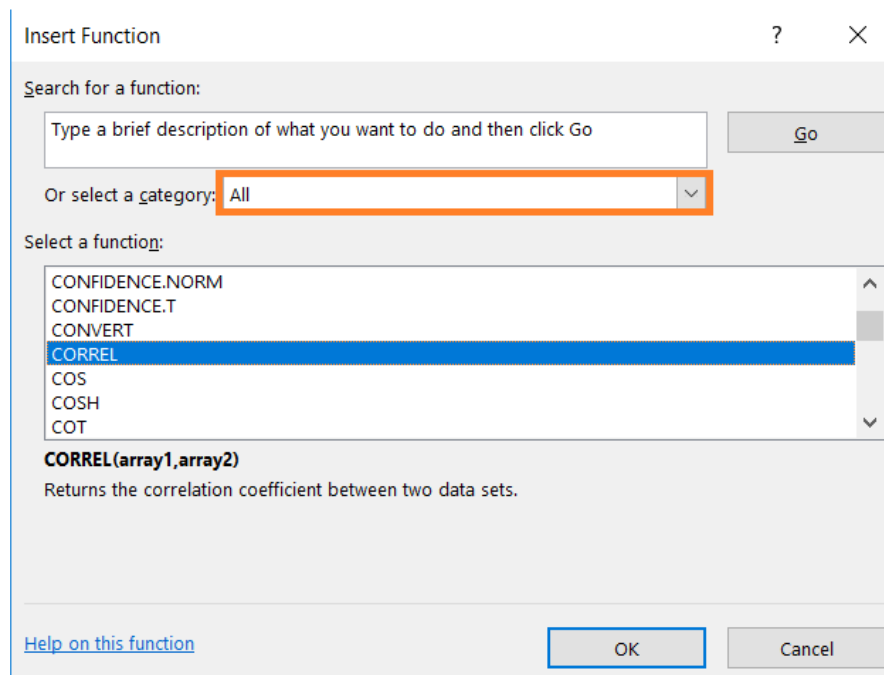 Insert Function
?
Search for a function:
Type a brief description of what you want to do and then click Go
Go
Or select a category:
All
Select a function:
CONFIDENCE.NORM
CONFIDENCE.T
CONVERT
CORREL
COS
COSH
COT
CORREL(array1,array2)
Returns the correlation coefficient between two data sets.
Help on this function
OK
Cancel